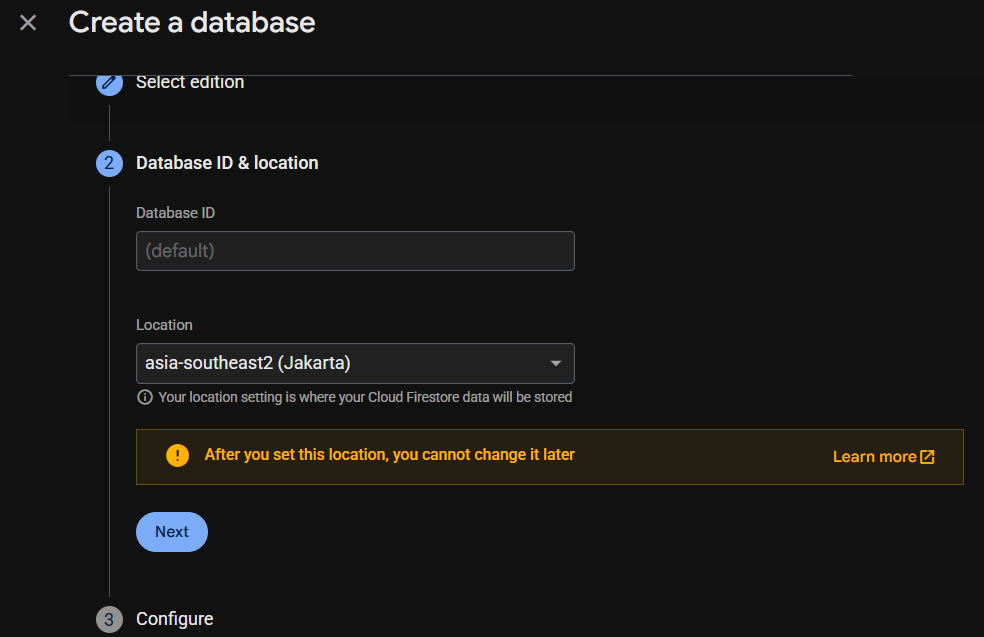 Create a database
Select edition
2 Database ID & location
Database ID
(default)
Location
asia-southeast2 (Jakarta)
Your location setting is where your Cloud Firestore data will be stored
After you set this location, you cannot change it later Learn more
Next
3 Configure